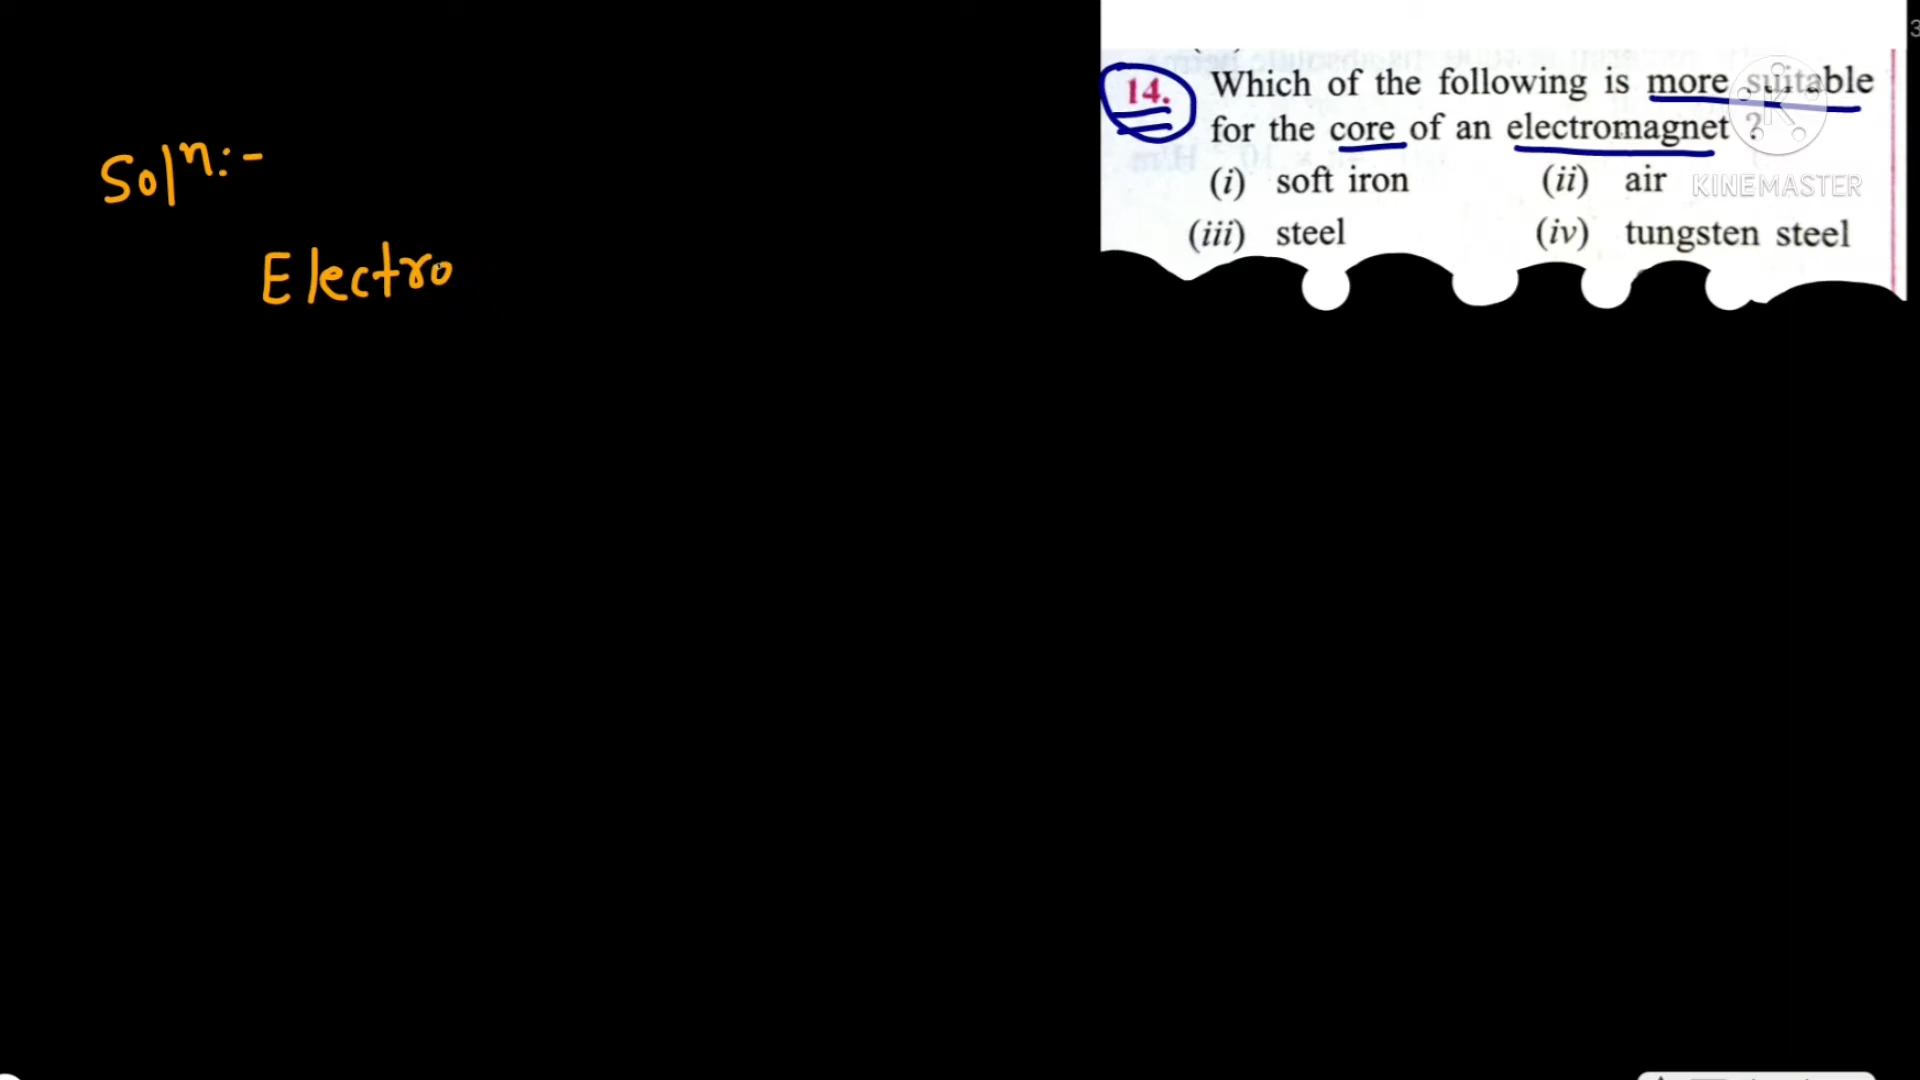 14. Which of the following is more suitable
for the core of an electromagnet ?
(i) soft iron (ii) air
(iii) steel (iv) tungsten steel
KINEMASTER
Solⁿ:-
Electro